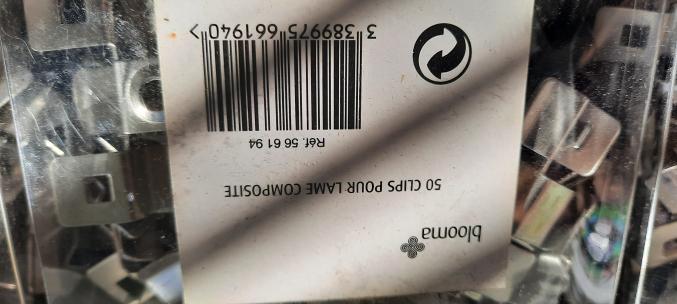 blooma
50 CLIPS POUR LAME COMPOSITE
Réf. 56 61 94
3 389975 661940 >